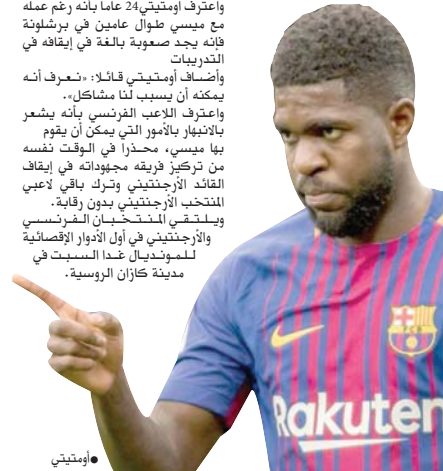 واعترف أومتيتي24 عاما بأنه رغم عمله
مع ميسي طوال عامين في برشلونة
فإنه يجد صعوبة بالغة في إيقافه في
التدريبات
وأضاف أومتيتي قائلا: «نعرف أنه
يمكنه أن يسبب لنا مشاكل».
واعترف اللاعب الفرنسي بأنه يشعر
بالانبهار بالأمور التي يمكن أن يقوم
بها ميسي، محذرا في الوقت نفسه
من تركيز فريقه مجهوداته في إيقاف
القائد الأرجنتيني وترك باقي لاعبي
المنتخب الأرجنتيني بدون رقابة.
ويلتقي المنتخبان الفرنسي
والأرجنتيني في أول الأدوار الإقصائية
للمونديال غدا السبت في
مدينة كازان الروسية.
FCB
Rakuten
●أومتيتي